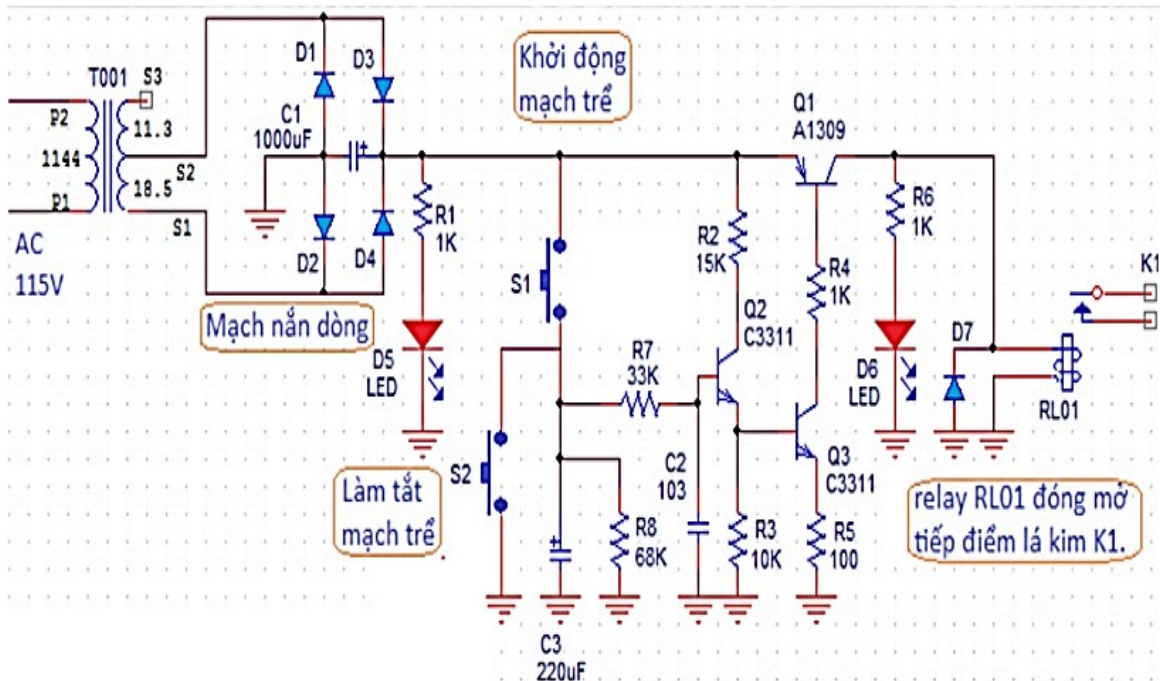 T001
S3
P2
11.3
1144
S2
18.5
P1
S1
AC
115V
D1
D3
C1
1000uF
D2
D4
Mạch nắn dòng
Khởi động
mạch trể
Q1
A1309
R1
1K
D5
LED
S1
R2
15K
R4
1K
R6
1K
K1
Q2
C3311
R7
33K
D6
LED
D7
RL01
S2
Làm tắt
mạch trể
C2
103
Q3
C3311
R8
68K
R3
10K
R5
100
relay RL01 đóng mở
tiếp điểm lá kim K1.
C3
220uF